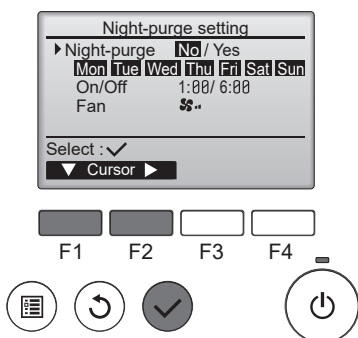 Night-purge setting
Night-purge No / Yes
Mon Tue Wed Thu Fri Sat Sun
On/Off 1:00/ 6:00
Fan
Select :
Cursor
F1 F2 F3 F4